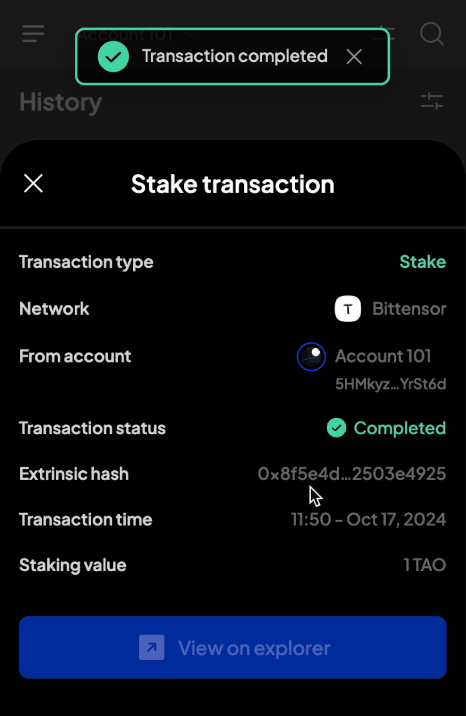 Account 101
Transaction completed
History
Stake transaction
Transaction type
Stake
Network
T
Bittensor
From account
Account 101
5HMkyz...YrSt6d
Transaction status
Completed
Extrinsic hash
0x8f5e4d...2503e4925
Transaction time
11:50 - Oct 17, 2024
Staking value
1 TAO
View on explorer